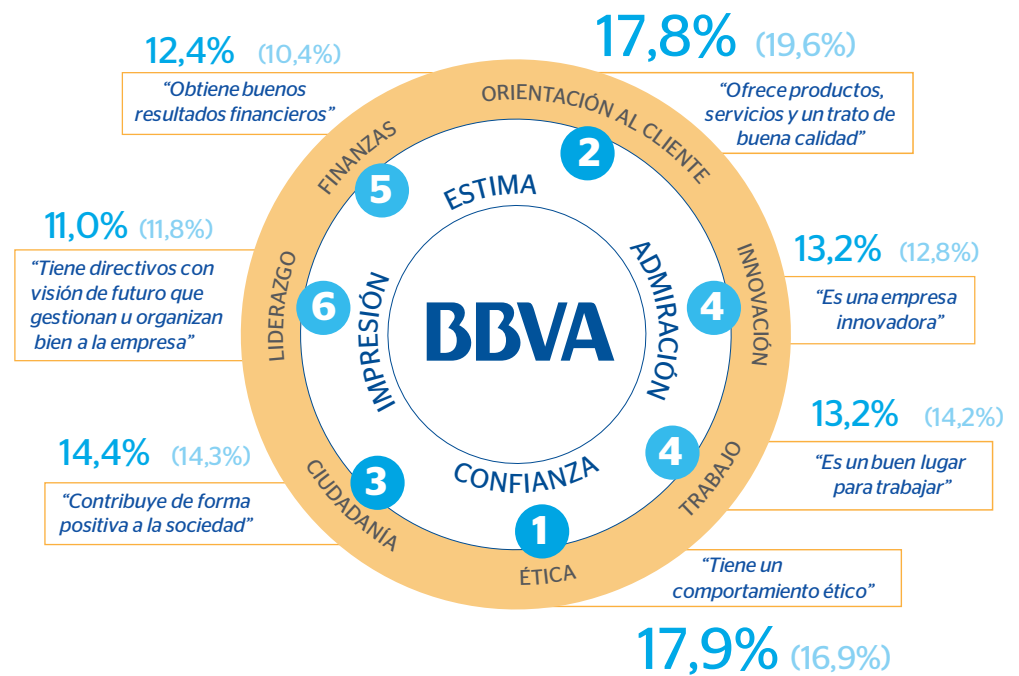 12,4% (10,4%)
“Obtiene buenos
resultados financieros”
17,8% (19,6%)
“Ofrece productos,
servicios y un trato de
buena calidad”
ORIENTACIÓN AL CLIENTE
2
FINANZAS
5
ESTIMA
11,0% (11,8%)
“Tiene directivos con
visión de futuro que
gestionan u organizan
bien a la empresa”
LIDERAZGO
6
IMPRESIÓN
BBVA
ADMIRACIÓN
4
INNOVACIÓN
13,2% (12,8%)
“Es una empresa
innovadora”
14,4% (14,3%)
“Contribuye de forma
positiva a la sociedad”
CIUDADANÍA
3
CONFIANZA
4
TRABAJO
13,2% (14,2%)
“Es un buen lugar
para trabajar”
1
ÉTICA
“Tiene un
comportamiento ético”
17,9% (16,9%)